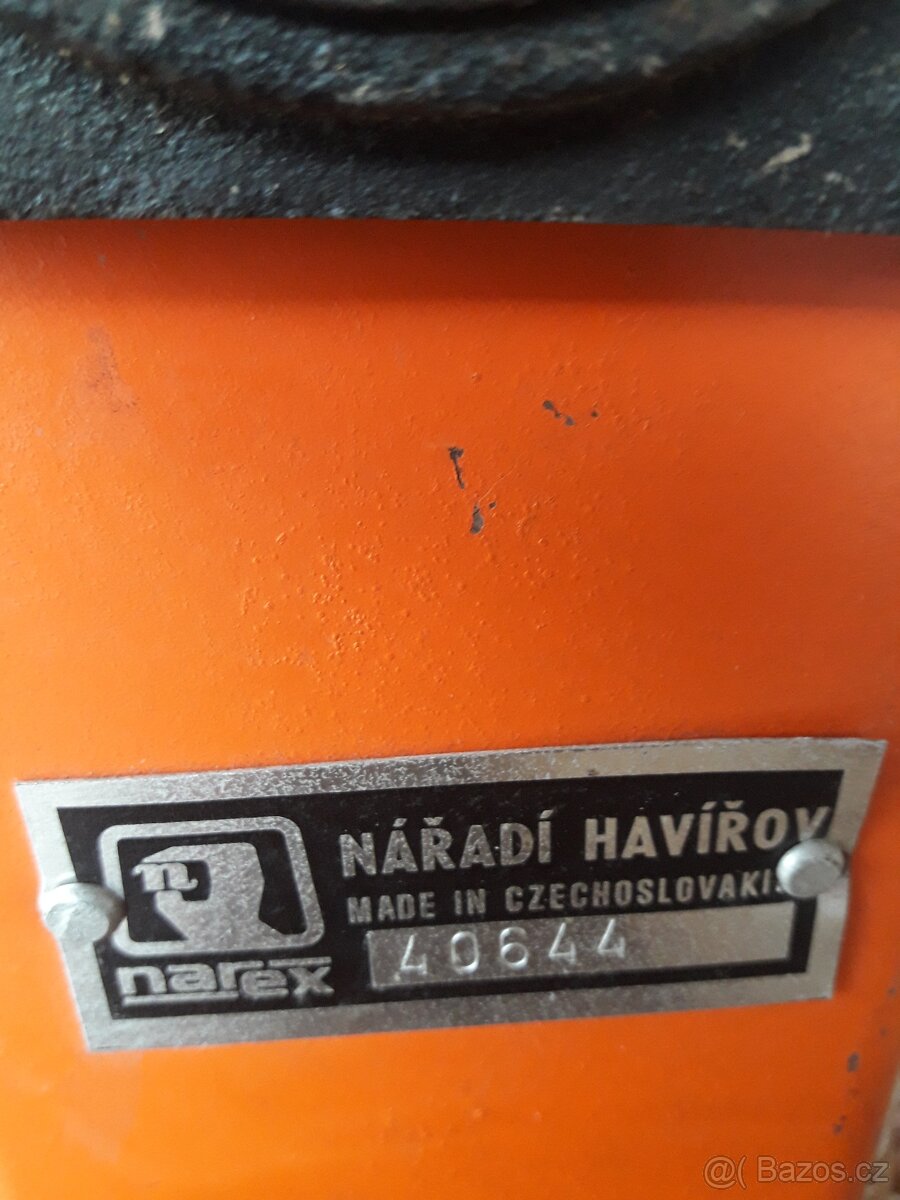 NÁŘADÍ HAVÍŘOV
MADE IN CZECHOSLOVAKIA
40644
n
narex
@( Bazos.cz